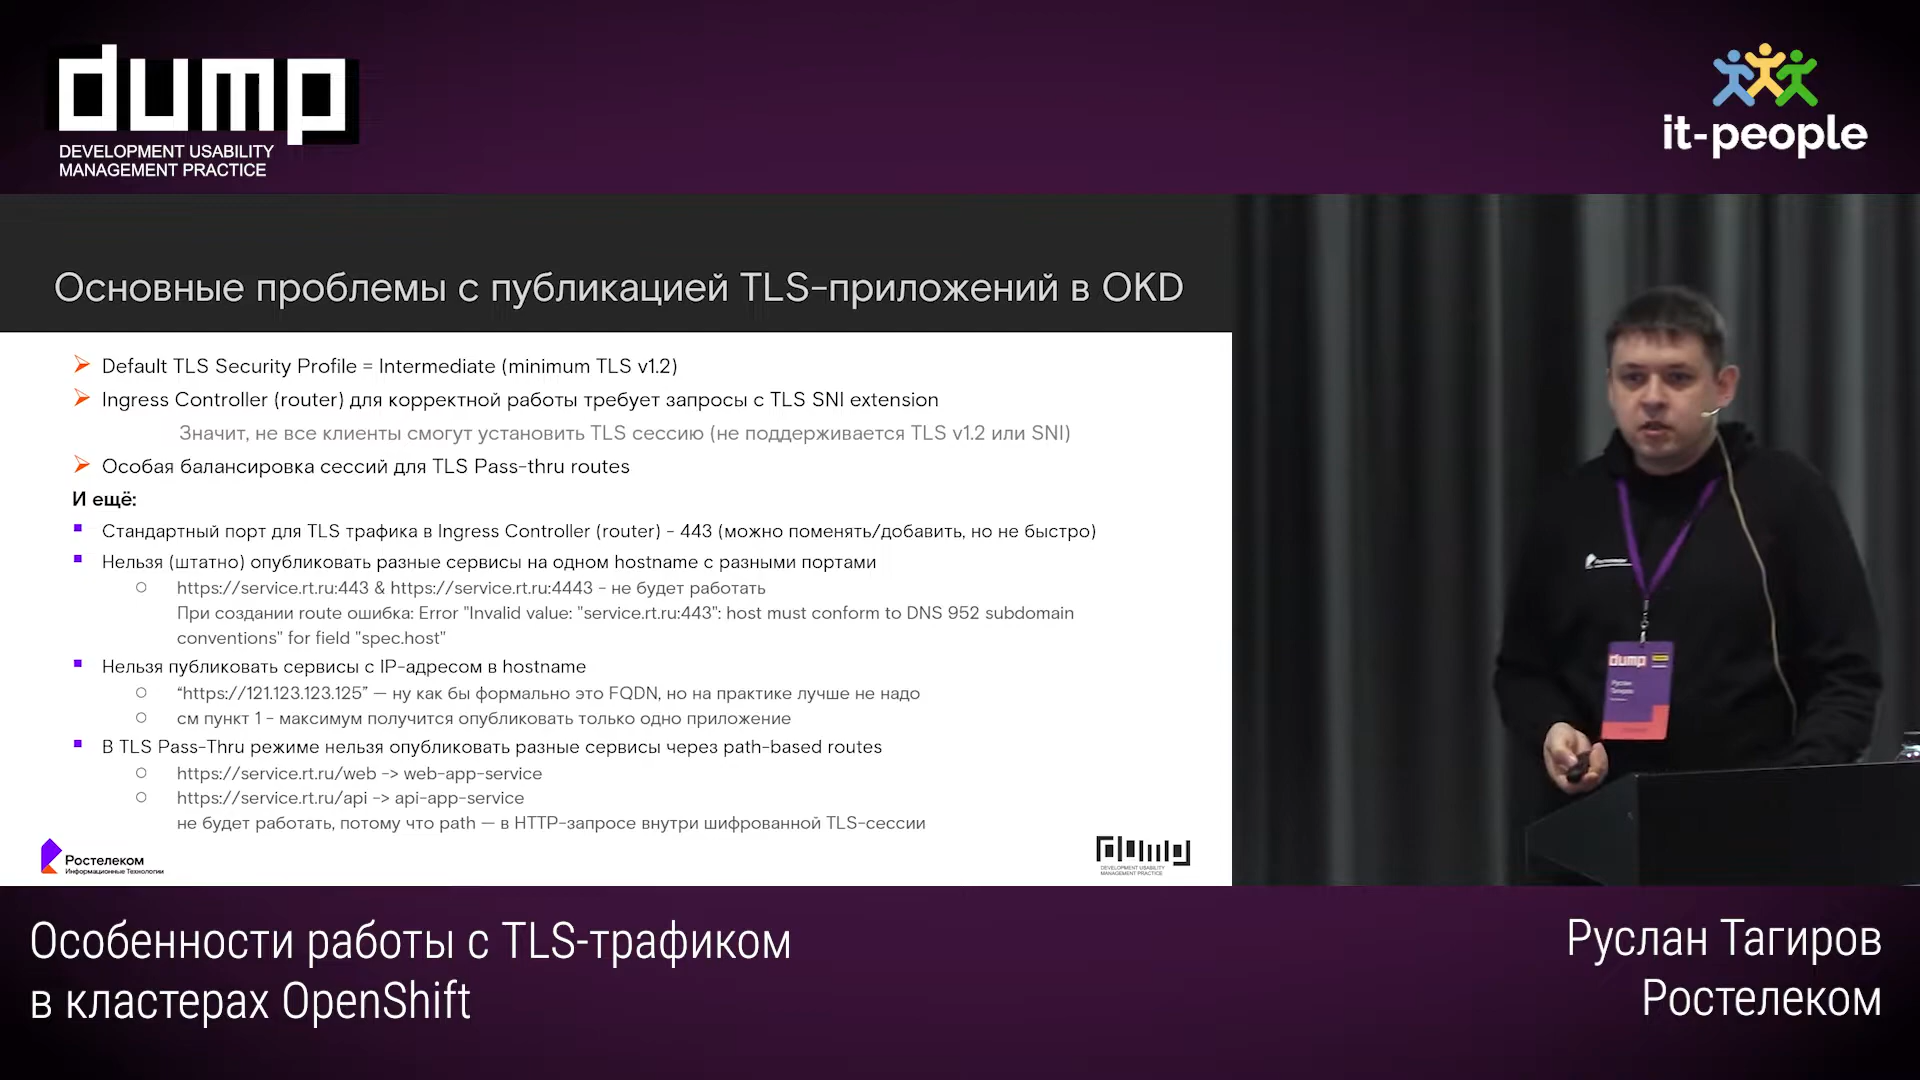 dump
DEVELOPMENT USABILITY
MANAGEMENT PRACTICE
it-people
Основные проблемы с публикацией TLS-приложений в OKD
➢ Default TLS Security Profile = Intermediate (minimum TLS v1.2)
➢ Ingress Controller (router) для корректной работы требует запросы с TLS SNI extension
Значит, не все клиенты смогут установить TLS сессию (не поддерживается TLS v1.2 или SNI)
➢ Особая балансировка сессий для TLS Pass-thru routes
И ещё:
▪ Стандартный порт для TLS трафика в Ingress Controller (router) - 443 (можно поменять/добавить, но не быстро)
▪ Нельзя (штатно) опубликовать разные сервисы на одном hostname с разными портами
○ https://service.rt.ru:443 & https://service.rt.ru:4443 - не будет работать
При создании route ошибка: Error "Invalid value: "service.rt.ru:443": host must conform to DNS 952 subdomain
conventions" for field "spec.host"
▪ Нельзя публиковать сервисы с IP-адресом в hostname
○ “https://121.123.123.125” — ну как бы формально это FQDN, но на практике лучше не надо
○ см пункт 1 - максимум получится опубликовать только одно приложение
▪ В TLS Pass-Thru режиме нельзя опубликовать разные сервисы через path-based routes
○ https://service.rt.ru/web -> web-app-service
○ https://service.rt.ru/api -> api-app-service
не будет работать, потому что path — в HTTP-запросе внутри шифрованной TLS-сессии
Ростелеком
Информационные Технологии
dump
DEVELOPMENT USABILITY
MANAGEMENT PRACTICE
Ростелеком
dump
Руслан
Тагиров
Особенности работы с TLS-трафиком
в кластерах OpenShift
Руслан Тагиров
Ростелеком